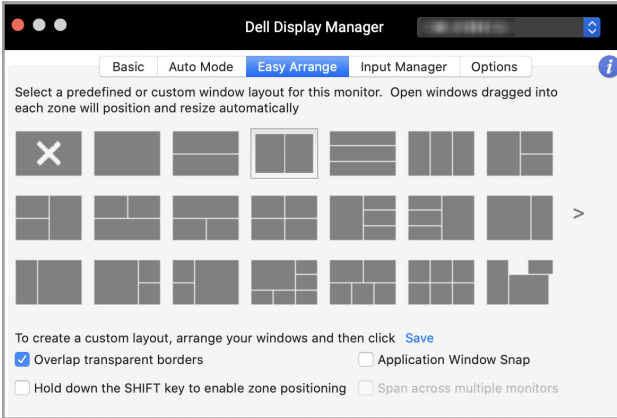 Dell Display Manager
Basic Auto Mode Easy Arrange Input Manager Options
Select a predefined or custom window layout for this monitor. Open windows dragged into
each zone will position and resize automatically
To create a custom layout, arrange your windows and then click Save
Overlap transparent borders Application Window Snap
Hold down the SHIFT key to enable zone positioning Span across multiple monitors